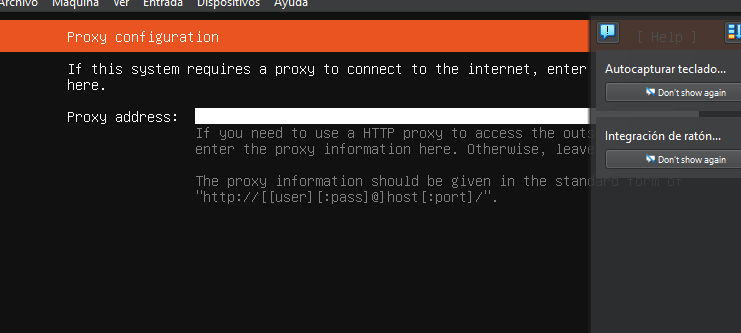 Archivo Máquina Ver Entrada Dispositivos Ayuda
Proxy configuration [ Help ]
If this system requires a proxy to connect to the internet, enter
here.
Proxy address:
If you need to use a HTTP proxy to access the outs
enter the proxy information here. Otherwise, leave
The proxy information should be given in the standard form of
"http://[[user][:pass]@]host[:port]/".
Autocapturar teclado...
Don't show again
Integración de ratón...
Don't show again